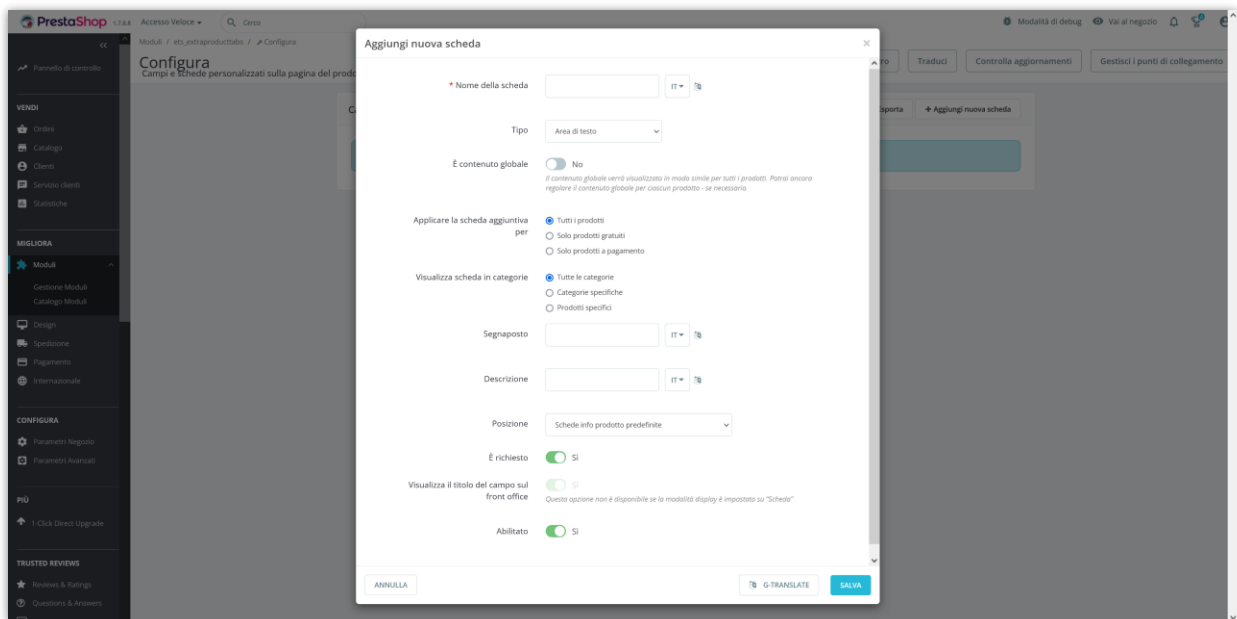 PrestaShop 1.7.8.8 Accesso Veloce Cerca Modalità di debug Vai al negozio
Moduli / ets_extraproducttabs / Configura
Configura
Campi e schede personalizzati sulla pagina del prodo
ro Traduci Controlla aggiornamenti Gestisci i punti di collegamento
Esporta + Aggiungi nuova scheda
Pannello di controllo
VENDI
Ordini
Catalogo
Clienti
Servizio clienti
Statistiche
MIGLIORA
Moduli
Gestione Moduli
Catalogo Moduli
Design
Spedizione
Pagamento
Internazionale
CONFIGURA
Parametri Negozio
Parametri Avanzati
PIÙ
1-Click Direct Upgrade
TRUSTED REVIEWS
Reviews & Ratings
Questions & Answers
Aggiungi nuova scheda ×
* Nome della scheda IT
Tipo Area di testo
È contenuto globale No
Il contenuto globale verrà visualizzato in modo simile per tutti i prodotti. Potrai ancora
regolare il contenuto globale per ciascun prodotto - se necessario.
Applicare la scheda aggiuntiva
per
Tutti i prodotti
Solo prodotti gratuiti
Solo prodotti a pagamento
Visualizza scheda in categorie
Tutte le categorie
Categorie specifiche
Prodotti specifici
Segnaposto IT
Descrizione IT
Posizione Schede info prodotto predefinite
È richiesto Sì
Visualizza il titolo del campo sul
front office
Sì
Questa opzione non è disponibile se la modalità display è impostata su "Scheda"
Abilitato Sì
ANNULLA G-TRANSLATE SALVA